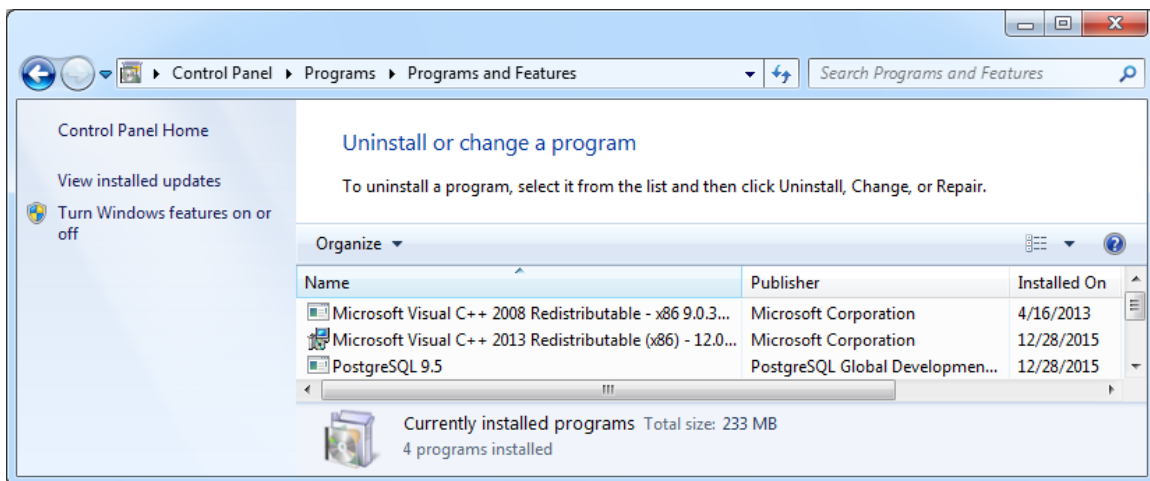 Control Panel ▸ Programs ▸ Programs and Features
Search Programs and Features
Control Panel Home
View installed updates
Turn Windows features on or
off
Uninstall or change a program
To uninstall a program, select it from the list and then click Uninstall, Change, or Repair.
Organize
Name Publisher Installed On
Microsoft Visual C++ 2008 Redistributable - x86 9.0.3... Microsoft Corporation 4/16/2013
Microsoft Visual C++ 2013 Redistributable (x86) - 12.0... Microsoft Corporation 12/28/2015
PostgreSQL 9.5 PostgreSQL Global Developmen... 12/28/2015
Currently installed programs Total size: 233 MB
4 programs installed